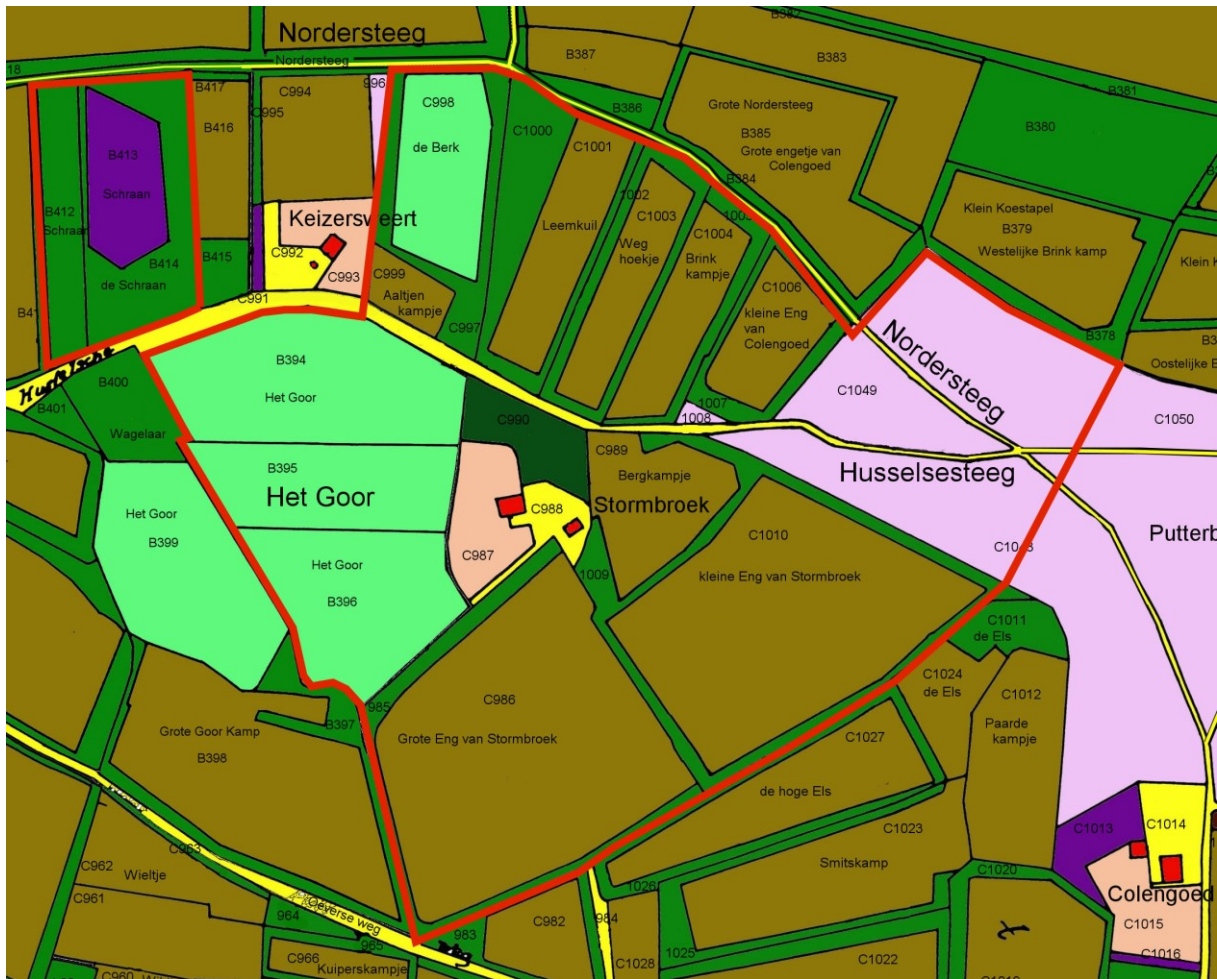 B382
Nordersteeg
B387
B383
Nordersteeg
18
B417
C994
996
C995
C998
B381
Grote Nordersteeg
B386
B416
C1000
B385
B380
de Berk
C1001
Grote engetje van
Colengoed
B413
B384
Schraan
1002
Klein Koestapel
B412
Keizersweert
C1003
B379
Schraan
Leemkuil
C1004
Westelijke Brink kamp
Weg
hoekje
Brink
kampje
C992
B414
B415
C999
C993
de Schraan
Aaltjen
kampje
C1006
C991
kleine Eng
van
Colengoed
C997
B378
B394
Nordersteeg
B400
C1049
Het Goor
1007
B401
C990
1008
C1050
Wagelaar
C989
B395
Bergkampje
Husselsesteeg
Het Goor
Stormbroek
Het Goor
C988
B399
C1010
C987
Het Goor
kleine Eng van Stormbroek
1009
B396
C1011
de Els
C1024
de Els
C986
C1012
985
Grote Goor Kamp
B397
Paarde
kampje
Grote Eng van Stormbroek
C1027
B398
de hoge Els
C1013
C1014
C963
C1023
C962
Smitskamp
Wieltje
C1020
C961
1026
Colengoed
Geverse weg
964
C982
984
C1015
983
965
1025
C966
C1028
C1022
C1016
Kuiperskampje
C960